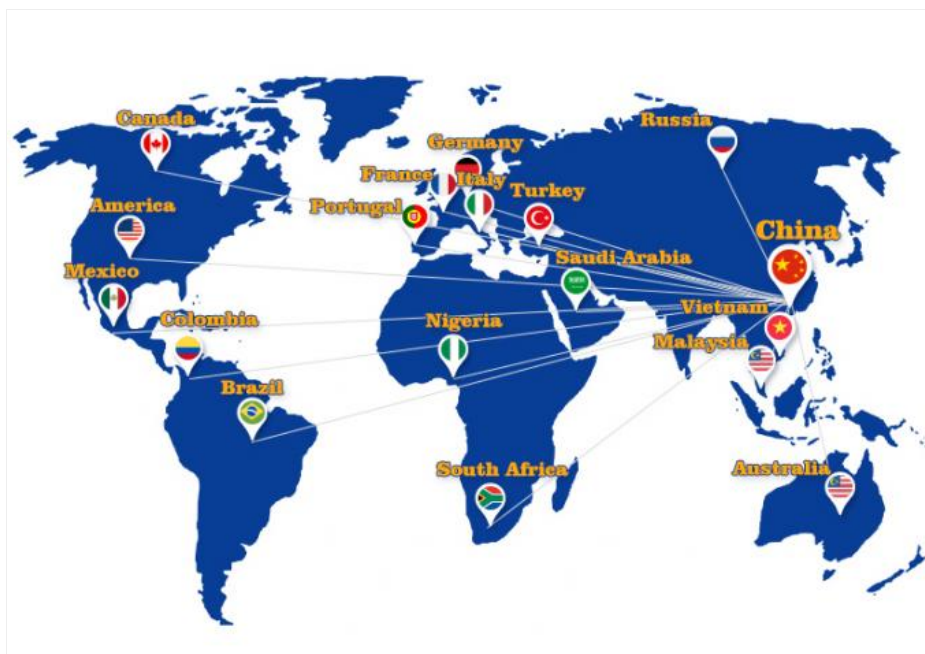 Canada
Germany
Russia
France
Italy
Turkey
America
Portugal
China
Mexico
Saudi Arabia
Colombia
Nigeria
Vietnam
Malaysia
Brazil
South Africa
Australia